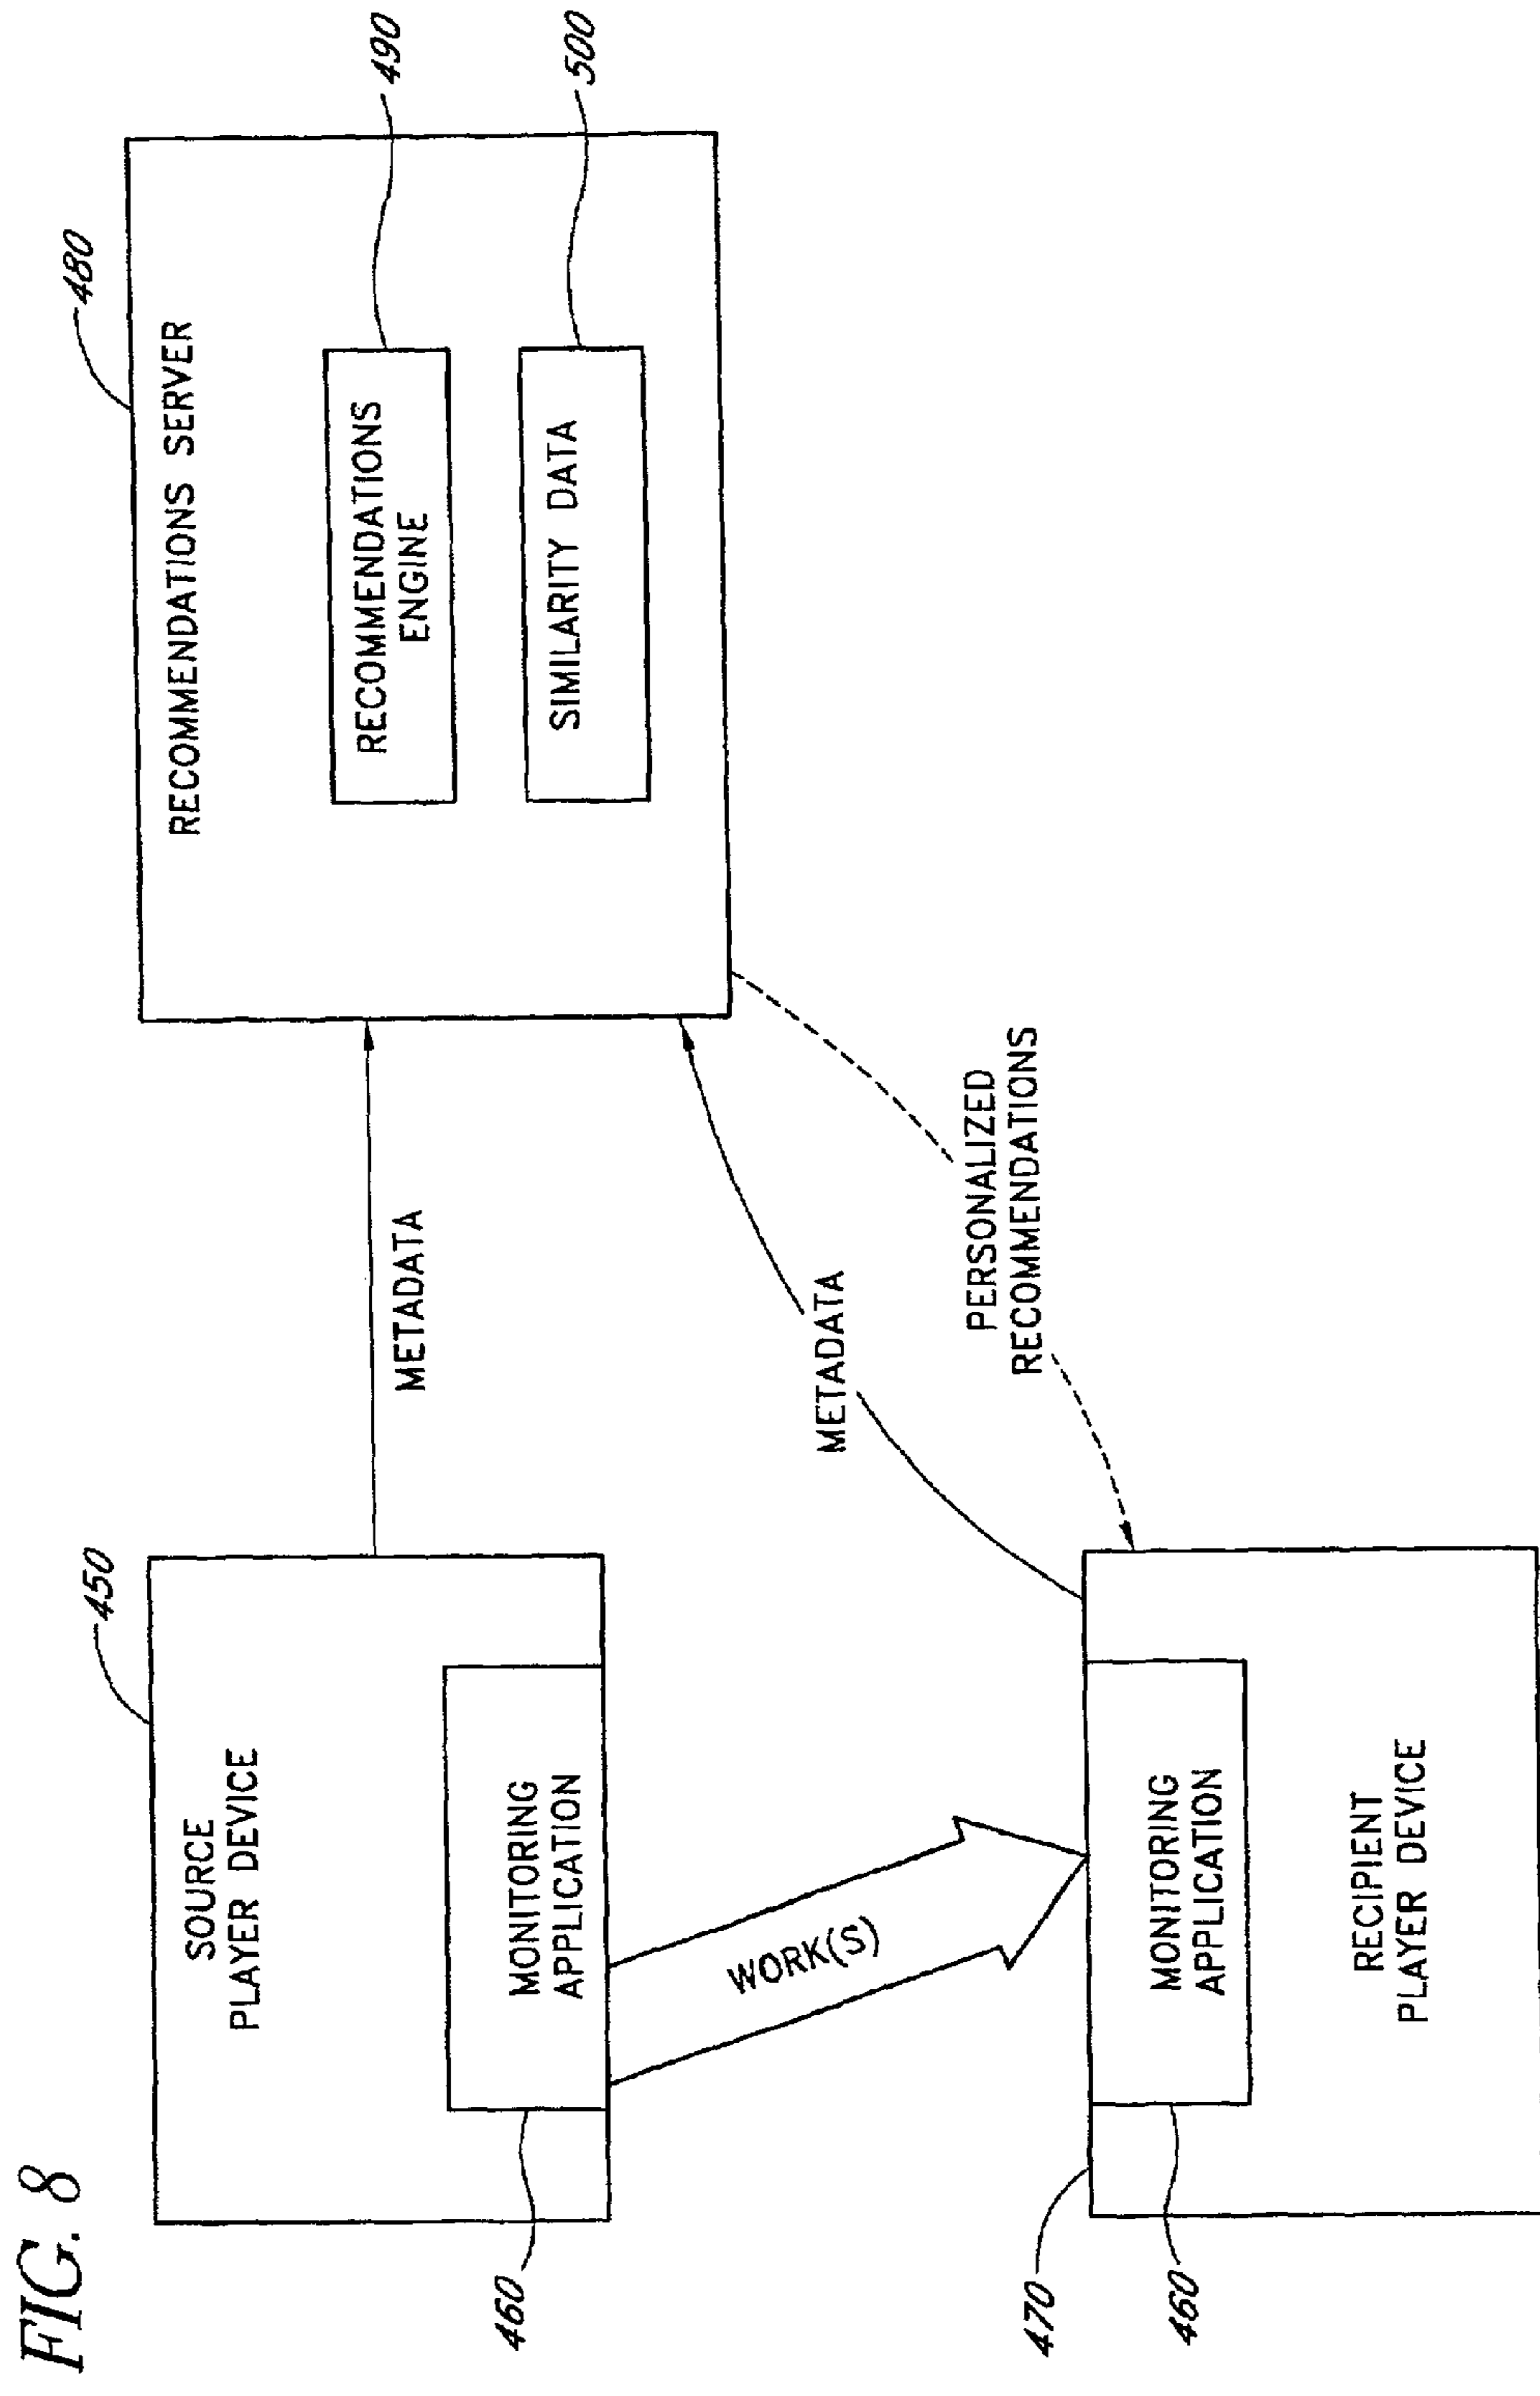 FIG. 8
450
SOURCE
PLAYER DEVICE
MONITORING
APPLICATION
460
METADATA
480
RECOMMENDATIONS SERVER
RECOMMENDATIONS
ENGINE
490
SIMILARITY DATA
500
WORK(S)
METADATA
PERSONALIZED
RECOMMENDATIONS
470
460
MONITORING
APPLICATION
RECIPIENT
PLAYER DEVICE